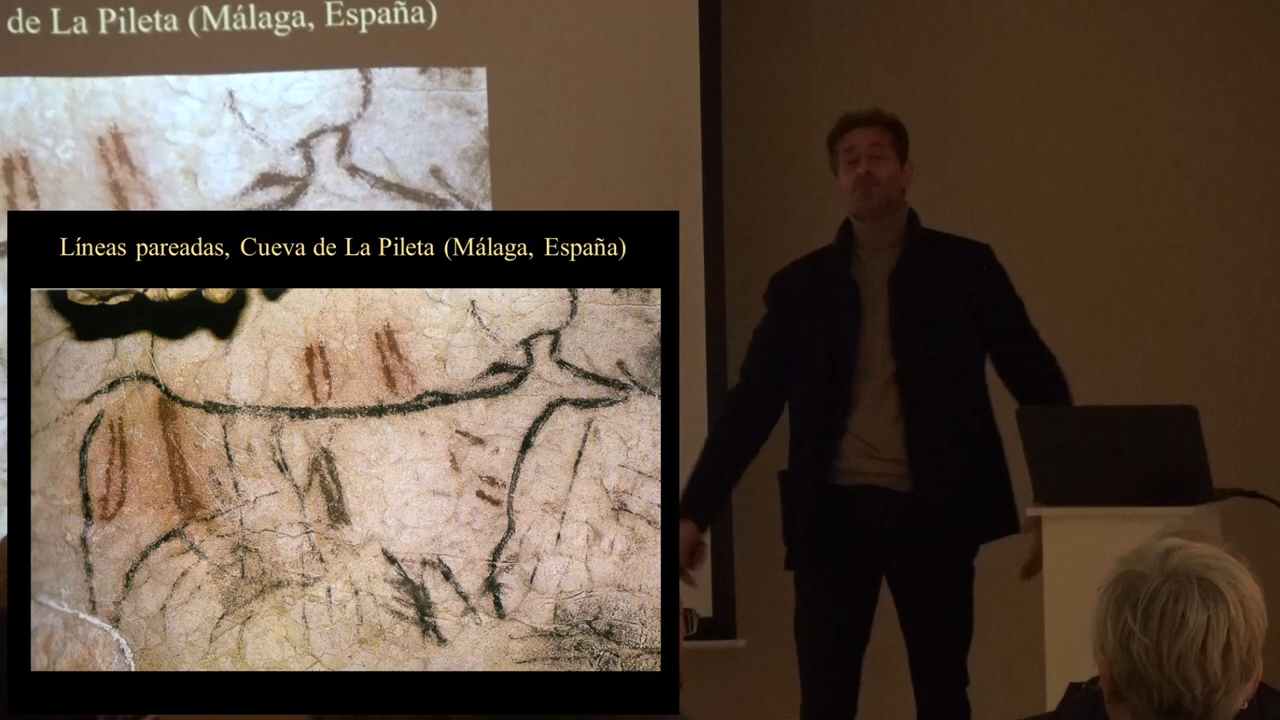 de La Pileta (Málaga, España)
Líneas pareadas, Cueva de La Pileta (Málaga, España)